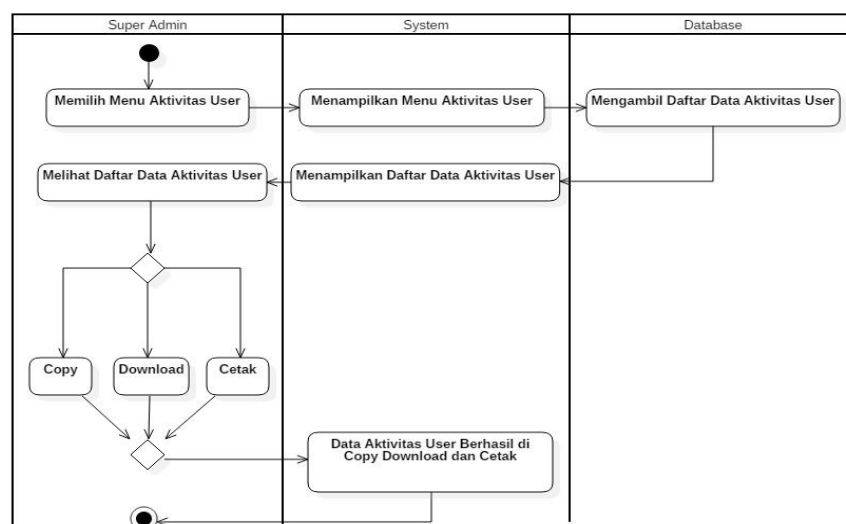 Super Admin
System
Database
Memilih Menu Aktivitas User
Menampilkan Menu Aktivitas User
Mengambil Daftar Data Aktivitas User
Melihat Daftar Data Aktivitas User
Menampilkan Daftar Data Aktivitas User
Copy
Download
Cetak
Data Aktivitas User Berhasil di
Copy Download dan Cetak